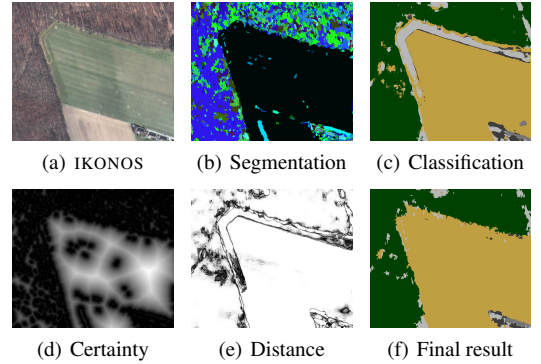 (a) IKONOS
(b) Segmentation
(c) Classification
(d) Certainty
(e) Distance
(f) Final result